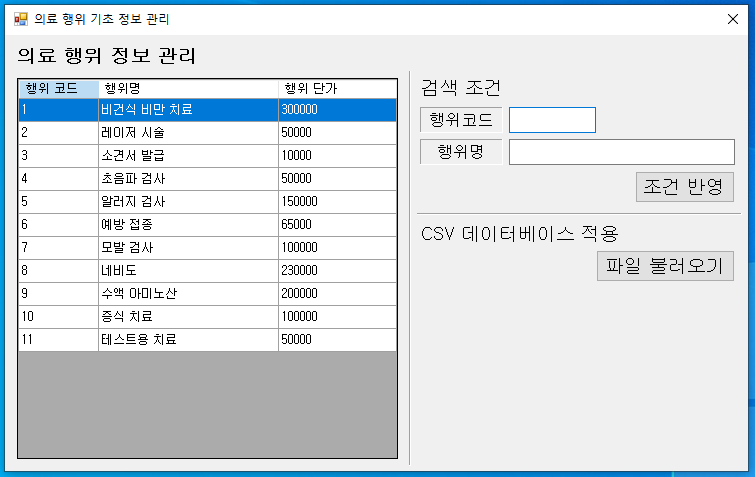 의료 행위 기초 정보 관리
의료 행위 정보 관리
행위 코드 행위명 행위 단가
1 비건식 비만 치료 300000
2 레이저 시술 50000
3 소견서 발급 10000
4 초음파 검사 50000
5 알러지 검사 150000
6 예방 접종 65000
7 모발 검사 100000
8 네비도 230000
9 수액 아미노산 200000
10 증식 치료 100000
11 테스트용 치료 50000
검색 조건
행위코드
행위명
조건 반영
CSV 데이터베이스 적용
파일 불러오기